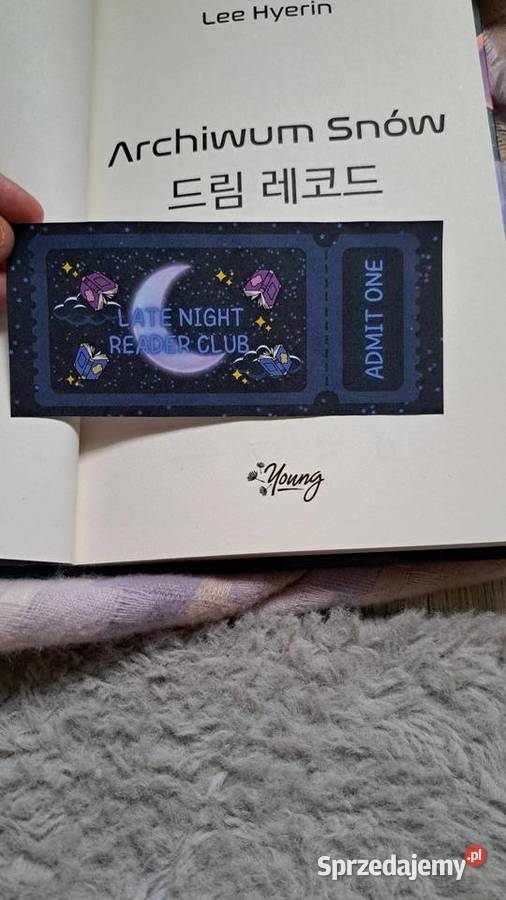 Lee Hyerin
Archiwum Snów
드림 레코드
LATE NIGHT
READER CLUB
ADMIT ONE
Young
Sprzedajemy.pl